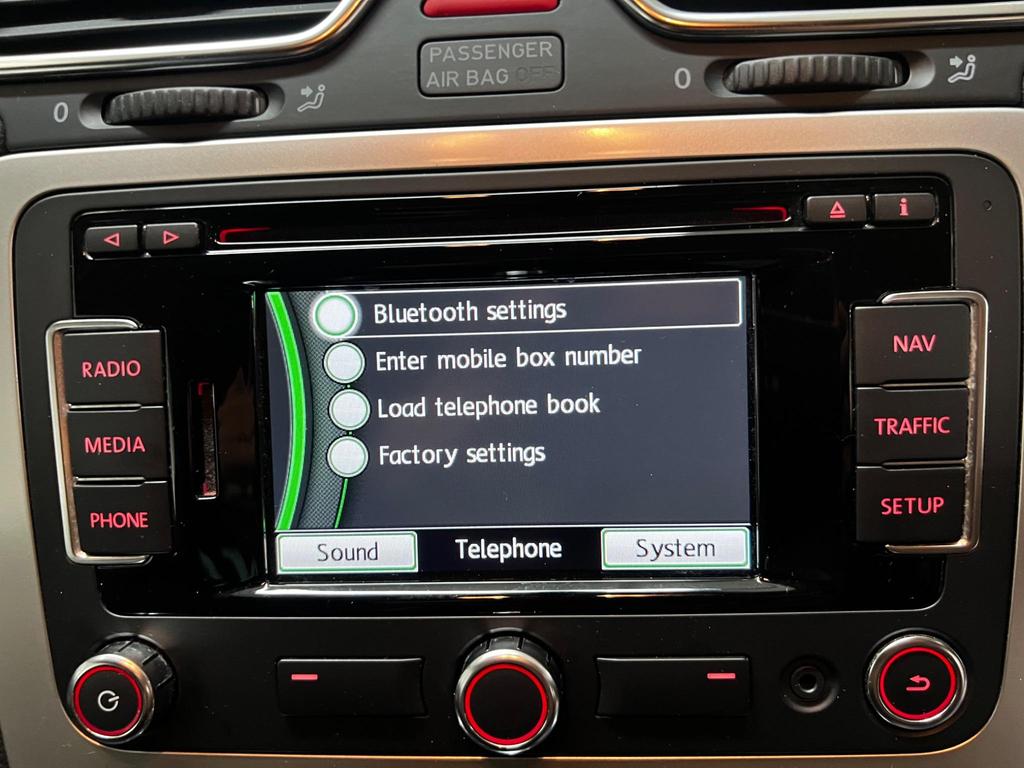 PASSENGER
AIR BAG OFF
0
0
Bluetooth settings
Enter mobile box number
Load telephone book
Factory settings
Sound
Telephone
System
RADIO
MEDIA
PHONE
NAV
TRAFFIC
SETUP
i